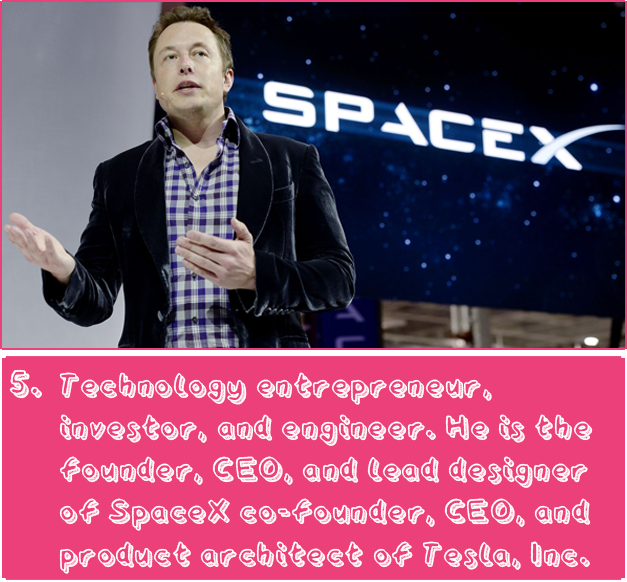 SPACEX
5. Technology entrepreneur,
investor, and engineer. He is the
founder, CEO, and lead designer
of SpaceX co-founder, CEO, and
product architect of Tesla, Inc.